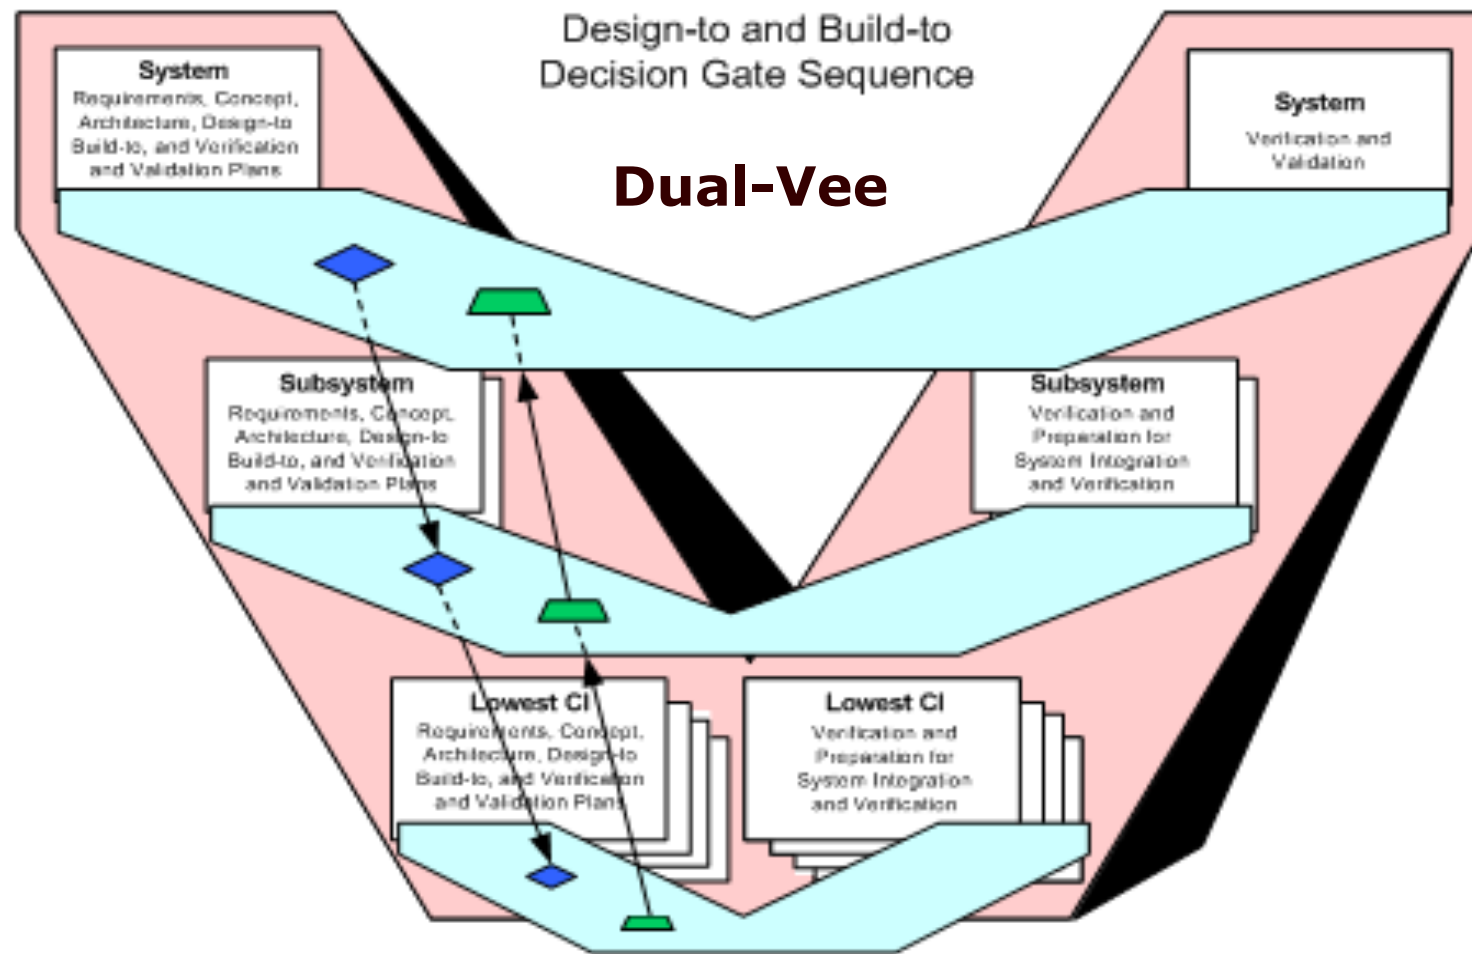 Design-to and Build-to
Decision Gate Sequence
Dual-Vee
System
Requirements, Concept,
Architecture, Design-to
Build-to, and Verification
and Validation Plans
System
Verification and
Validation
Subsystem
Requirements, Concept,
Architecture, Design-to
Build-to, and Verification
and Validation Plans
Subsystem
Verification and
Preparation for
System Integration
and Verification
Lowest CI
Requirements, Concept,
Architecture, Design-to
Build-to, and Verification
and Validation Plans
Lowest CI
Verification and
Preparation for
System Integration
and Verification